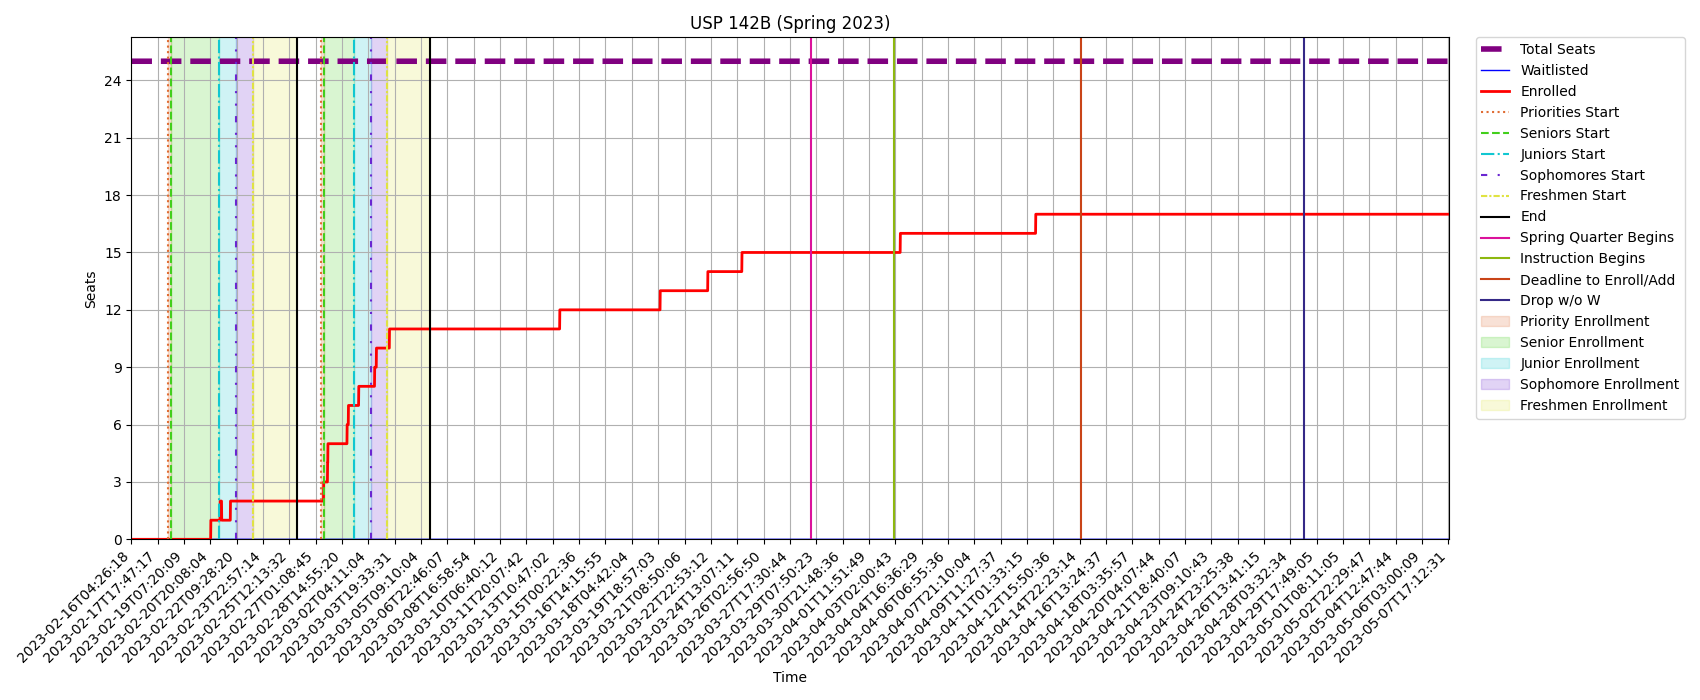 USP 142B (Spring 2023)
Seats
24
21
18
15
12
9
6
3
0
2023-02-16T04:26:18
2023-02-17T17:47:17
2023-02-19T07:20:09
2023-02-20T20:08:04
2023-02-22T09:28:20
2023-02-23T22:57:14
2023-02-25T12:13:32
2023-02-27T01:08:45
2023-02-28T14:55:20
2023-03-02T04:11:04
2023-03-03T19:33:31
2023-03-05T09:10:04
2023-03-06T22:46:07
2023-03-08T16:58:54
2023-03-10T06:40:12
2023-03-11T20:07:42
2023-03-13T10:47:02
2023-03-15T00:22:36
2023-03-16T14:15:55
2023-03-18T04:42:04
2023-03-19T18:57:03
2023-03-21T08:50:06
2023-03-22T22:53:12
2023-03-24T13:07:11
2023-03-26T02:56:50
2023-03-27T17:30:44
2023-03-29T07:50:23
2023-03-30T21:48:36
2023-04-01T11:51:49
2023-04-03T02:00:43
2023-04-04T16:36:29
2023-04-06T06:55:36
2023-04-07T21:10:04
2023-04-09T11:27:37
2023-04-11T01:33:15
2023-04-12T15:50:36
2023-04-14T22:23:14
2023-04-16T13:24:37
2023-04-18T03:35:57
2023-04-20T04:07:44
2023-04-21T18:40:07
2023-04-23T09:10:43
2023-04-24T23:25:38
2023-04-26T13:41:15
2023-04-28T03:32:34
2023-04-29T17:49:05
2023-05-01T08:11:05
2023-05-02T22:29:47
2023-05-04T12:47:44
2023-05-06T03:00:09
2023-05-07T17:12:31
Time
Total Seats
Waitlisted
Enrolled
Priorities Start
Seniors Start
Juniors Start
Sophomores Start
Freshmen Start
End
Spring Quarter Begins
Instruction Begins
Deadline to Enroll/Add
Drop w/o W
Priority Enrollment
Senior Enrollment
Junior Enrollment
Sophomore Enrollment
Freshmen Enrollment